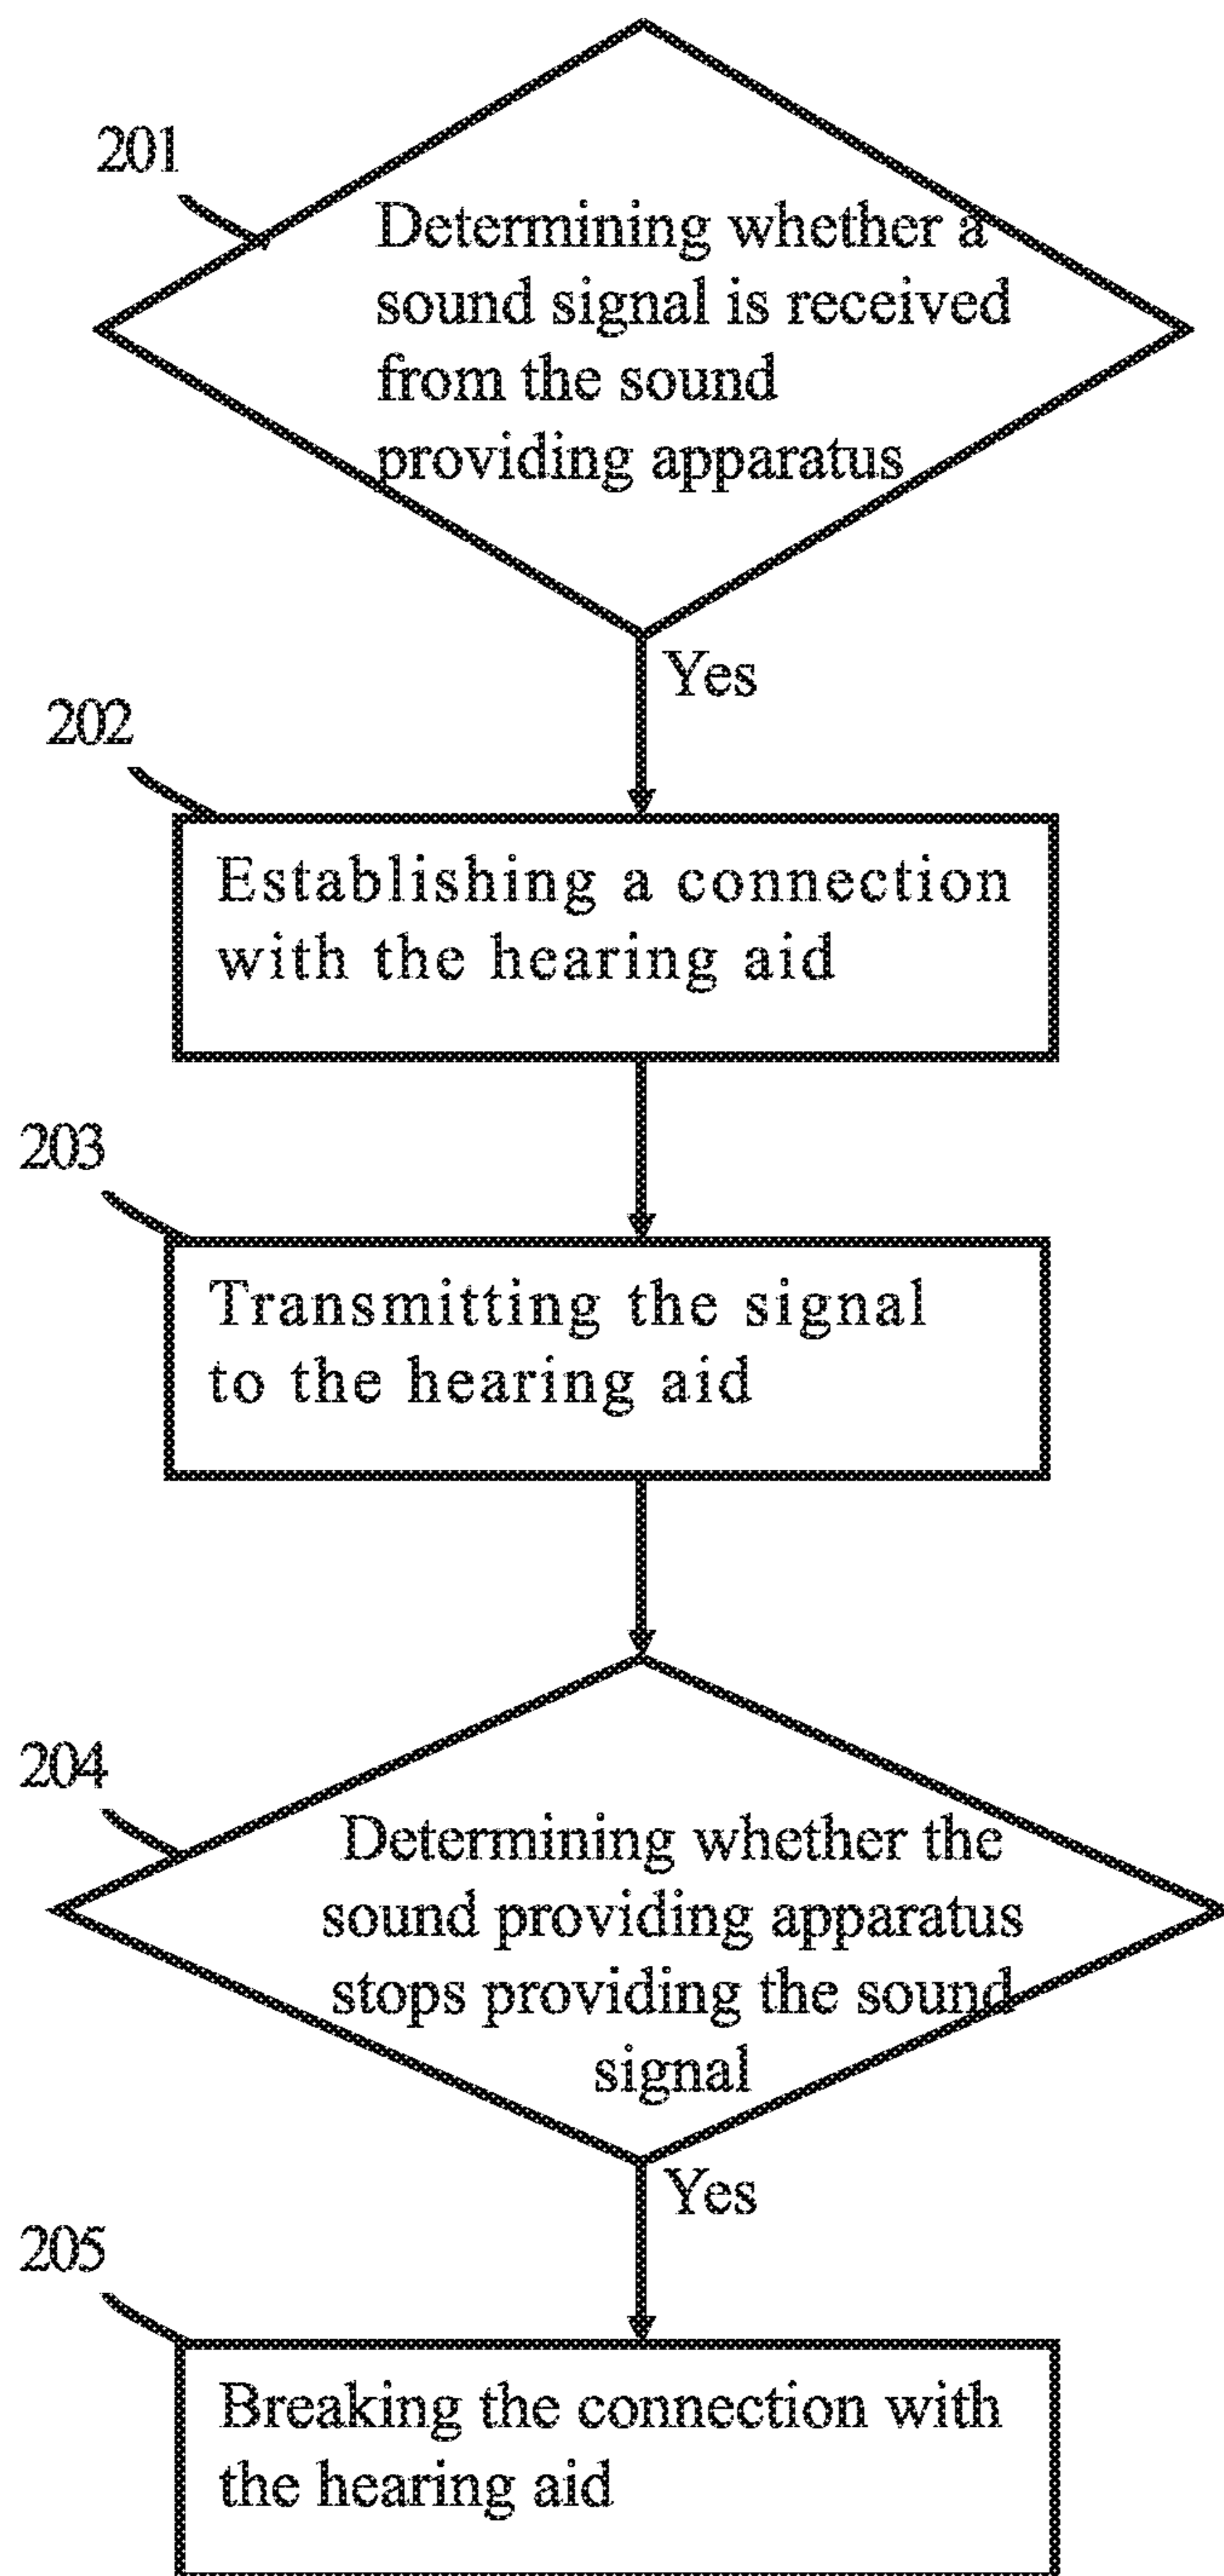 201
Determining whether a
sound signal is received
from the sound
providing apparatus
Yes
202
Establishing a connection
with the hearing aid
203
Transmitting the signal
to the hearing aid
204
Determining whether the
sound providing apparatus
stops providing the sound
signal
Yes
205
Breaking the connection with
the hearing aid